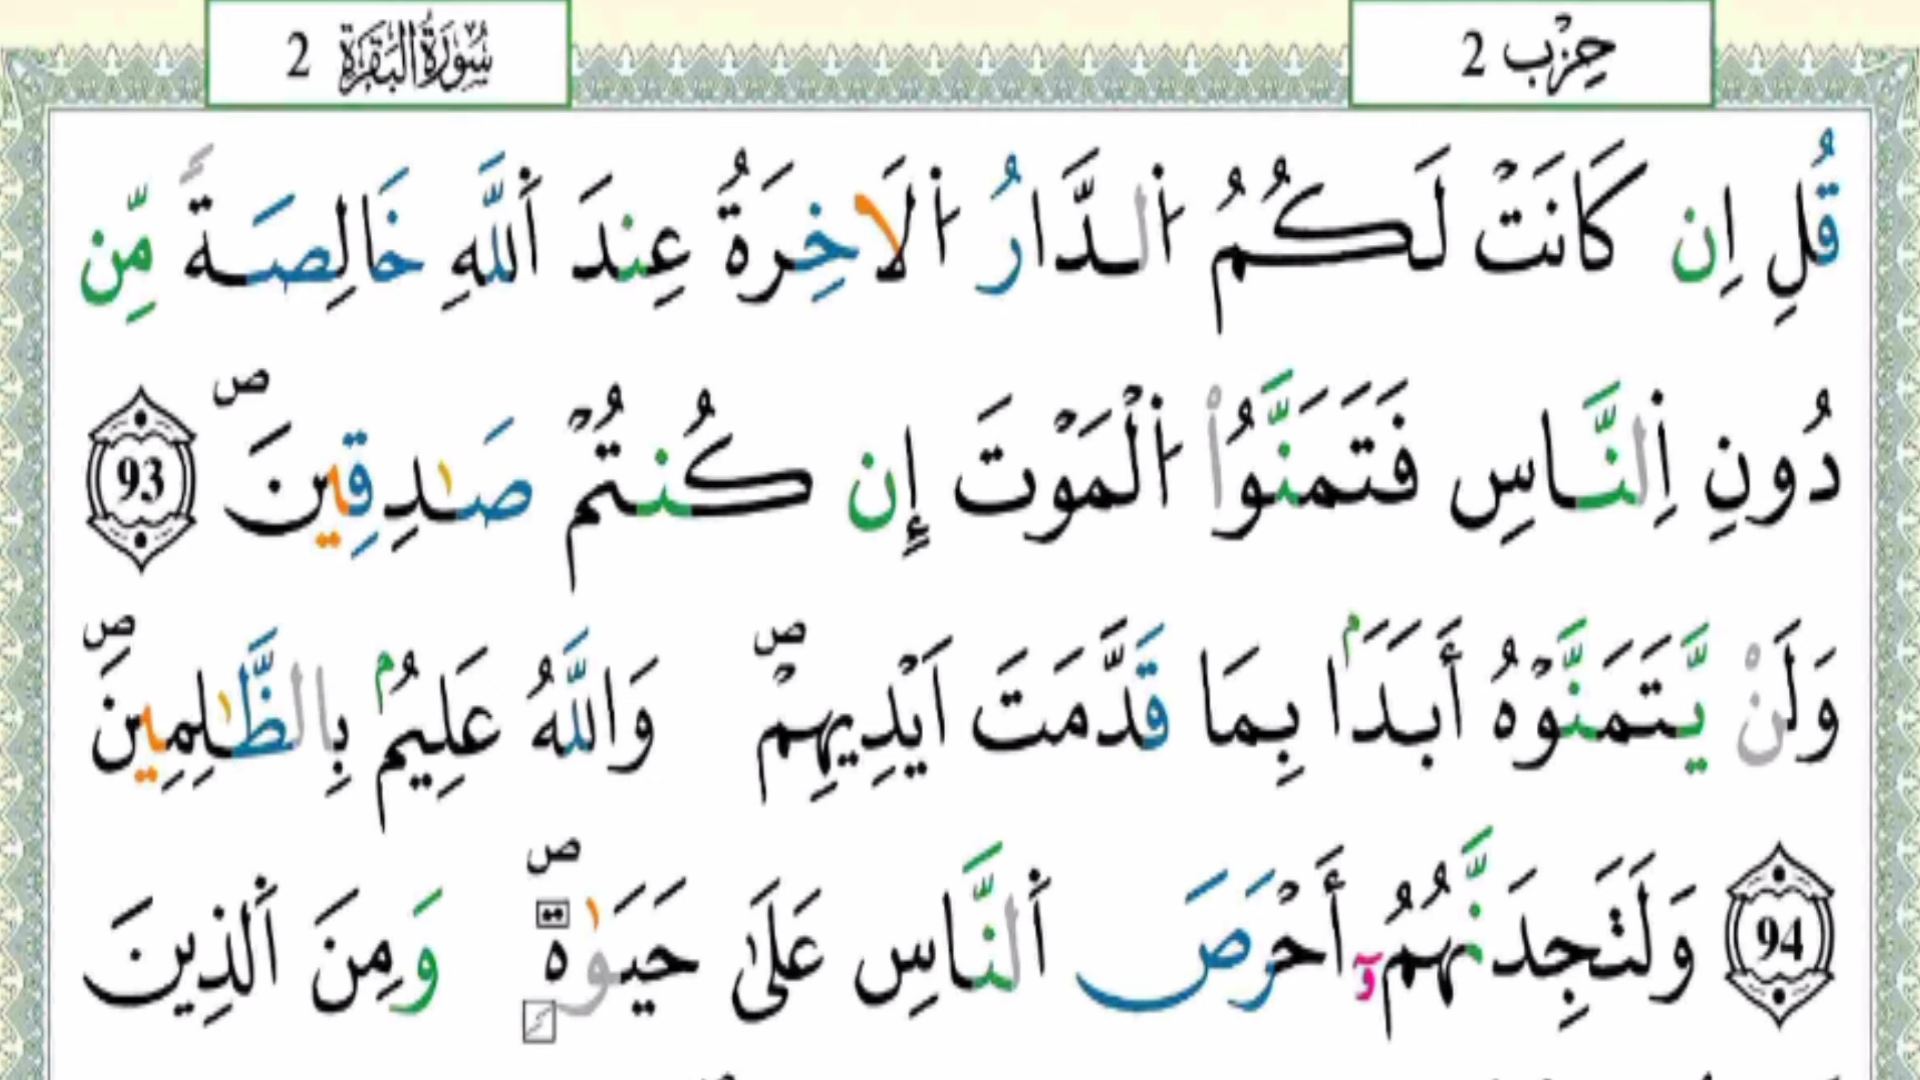 حِزْب 2
سُورَةُ الْبَقَرَةِ 2
قُلِ اِن كَانَتْ لَكُمُ اُ۬لدَّارُ اُ۬لَاخِرَةُ عِندَ اَ۬للَّهِ خَالِصَةً مِّن
دُونِ اِ۬لنَّاسِ فَتَمَنَّوُاْ اُ۬لْمَوْتَ إِن كُنتُمْ صَٰدِقِينَۖ 93
وَلَنْ يَّتَمَنَّوْهُ أَبَدَاۢ بِمَا قَدَّمَتَ اَيْدِيهِمْۖ وَاللَّهُ عَلِيمُۢ بِالظَّٰلِمِينَۖ
94 وَلَتَجِدَنَّهُمُۥٓ أَحْرَصَ اَ۬لنَّاسِ عَلَىٰ حَيَوٰةٖۖ وَمِنَ اَ۬لذِينَ